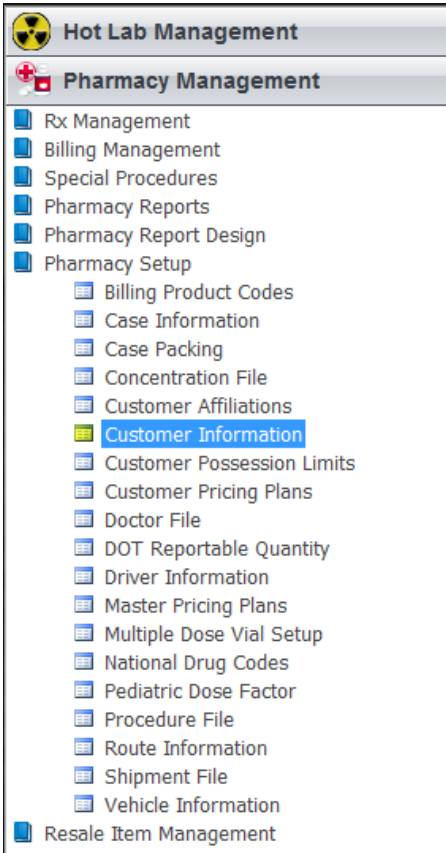 Hot Lab Management
Pharmacy Management
Rx Management
Billing Management
Special Procedures
Pharmacy Reports
Pharmacy Report Design
Pharmacy Setup
Billing Product Codes
Case Information
Case Packing
Concentration File
Customer Affiliations
Customer Information
Customer Possession Limits
Customer Pricing Plans
Doctor File
DOT Reportable Quantity
Driver Information
Master Pricing Plans
Multiple Dose Vial Setup
National Drug Codes
Pediatric Dose Factor
Procedure File
Route Information
Shipment File
Vehicle Information
Resale Item Management